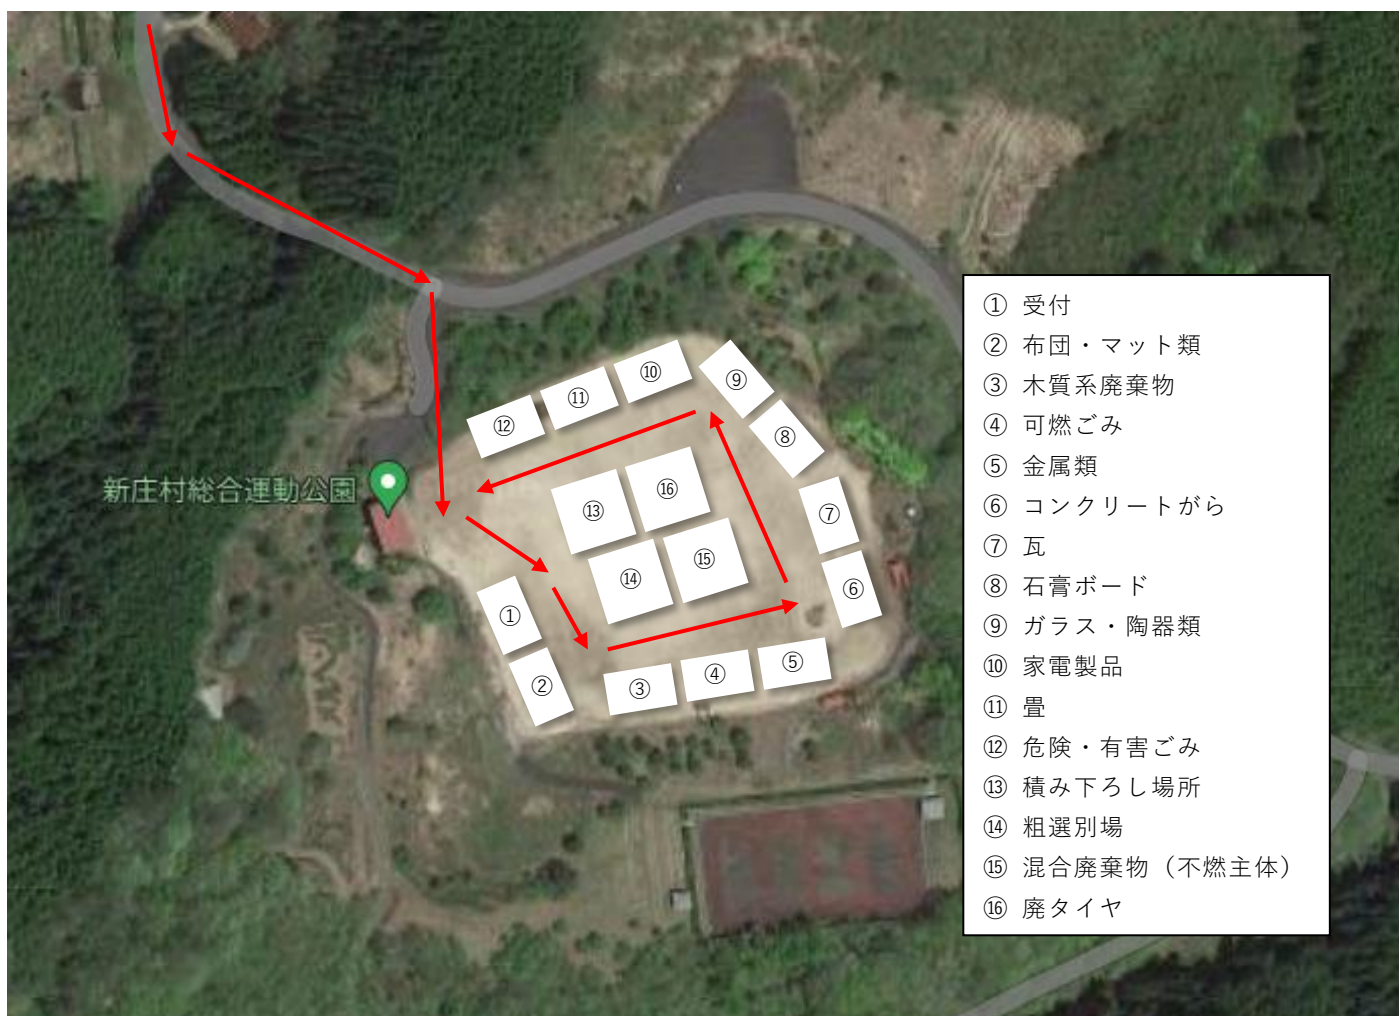 ⑩
⑨
⑪
⑫
⑧
新庄村総合運動公園
⑯
⑬
⑦
⑮
⑭
⑥
①
⑤
④
②
③
① 受付
② 布団・マット類
③ 木質系廃棄物
④ 可燃ごみ
⑤ 金属類
⑥ コンクリートがら
⑦ 瓦
⑧ 石膏ボード
⑨ ガラス・陶器類
⑩ 家電製品
⑪ 畳
⑫ 危険・有害ごみ
⑬ 積み下ろし場所
⑭ 粗選別場
⑮ 混合廃棄物（不燃主体）
⑯ 廃タイヤ